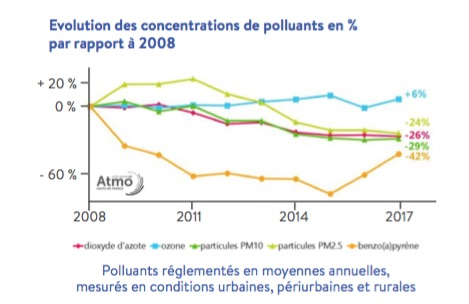 Evolution des concentrations de polluants en %
par rapport à 2008
+ 20 %
0 %
- 60 %
+6%
-24%
-26%
-29%
-42%
Atmo
2008
2011
2014
2017
dioxyde d'azote ozone particules PM10 particules PM2.5 benzo(a)pyrène
Polluants réglementés en moyennes annuelles,
mesurés en conditions urbaines, périurbaines et rurales